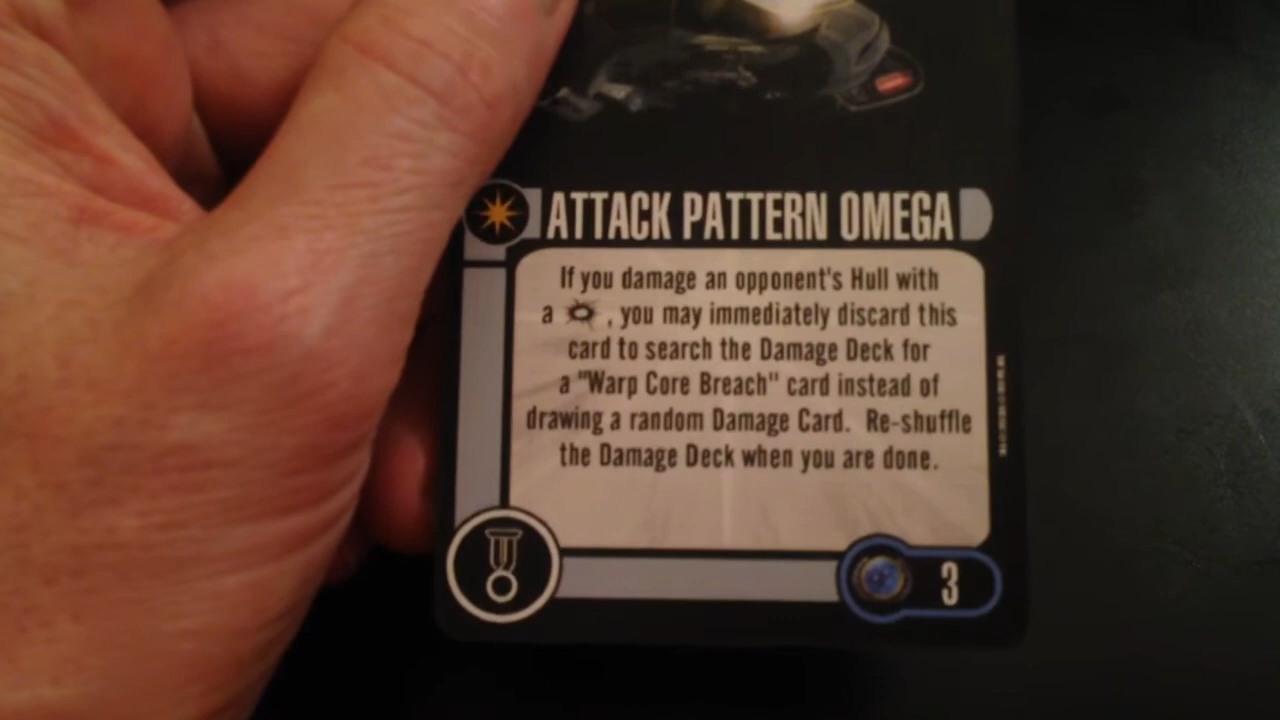 ATTACK PATTERN OMEGA
If you damage an opponent's Hull with
a , you may immediately discard this
card to search the Damage Deck for
a "Warp Core Breach" card instead of
drawing a random Damage Card. Re-shuffle
the Damage Deck when you are done.
3